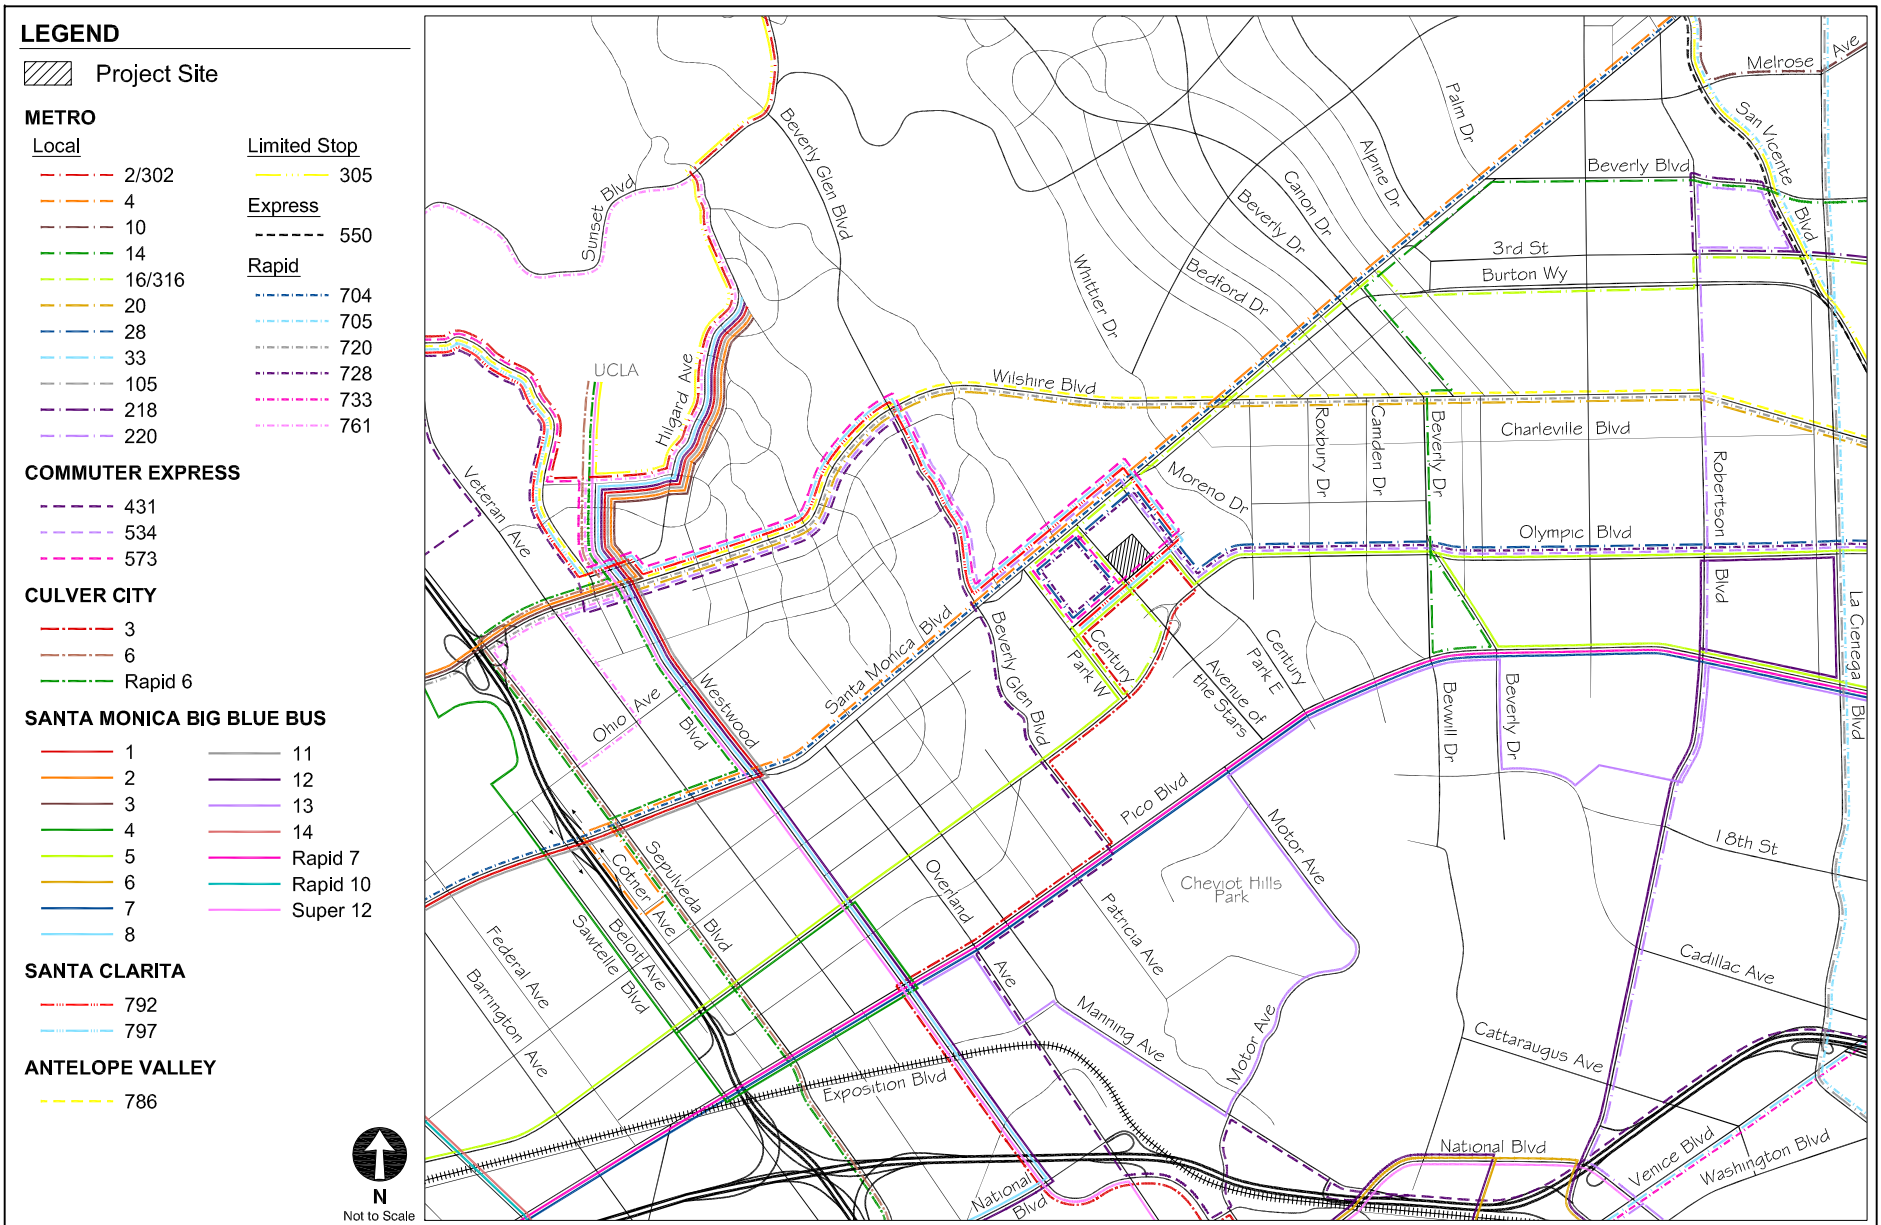 LEGEND
Project Site
METRO
Local
2/302
4
10
14
16/316
20
28
33
105
218
220
Limited Stop
305
Express
550
Rapid
704
705
720
728
733
761
COMMUTER EXPRESS
431
534
573
CULVER CITY
3
6
Rapid 6
SANTA MONICA BIG BLUE BUS
1
2
3
4
5
6
7
8
11
12
13
14
Rapid 7
Rapid 10
Super 12
SANTA CLARITA
792
797
ANTELOPE VALLEY
786
N
Not to Scale
Melrose Ave
San Vicente Blvd
Beverly Blvd
Palm Dr
Alpine Dr
Canon Dr
Beverly Dr
Bedford Dr
Whittier Dr
3rd St
Burton Wy
Beverly Glen Blvd
Sunset Blvd
UCLA
Hilgard Ave
Wilshire Blvd
Roxbury Dr
Camden Dr
Beverly Dr
Charleville Blvd
Robertson Blvd
Moreno Dr
Olympic Blvd
Veteran Ave
La Cienega Blvd
Santa Monica Blvd
Beverly Glen Blvd
Century Park W
Avenue of the Stars
Century Park E
Ohio Ave
Westwood Blvd
Beverwil Dr
Beverly Dr
Pico Blvd
Motor Ave
18th St
Cheviot Hills Park
Overland Ave
Patricia Ave
Sepulveda Blvd
Cotner Ave
Beloit Ave
Sawtelle Blvd
Federal Ave
Barrington Ave
Cadillac Ave
Manning Ave
Motor Ave
Cattaraugus Ave
Exposition Blvd
National Blvd
National Blvd
Venice Blvd
Washington Blvd